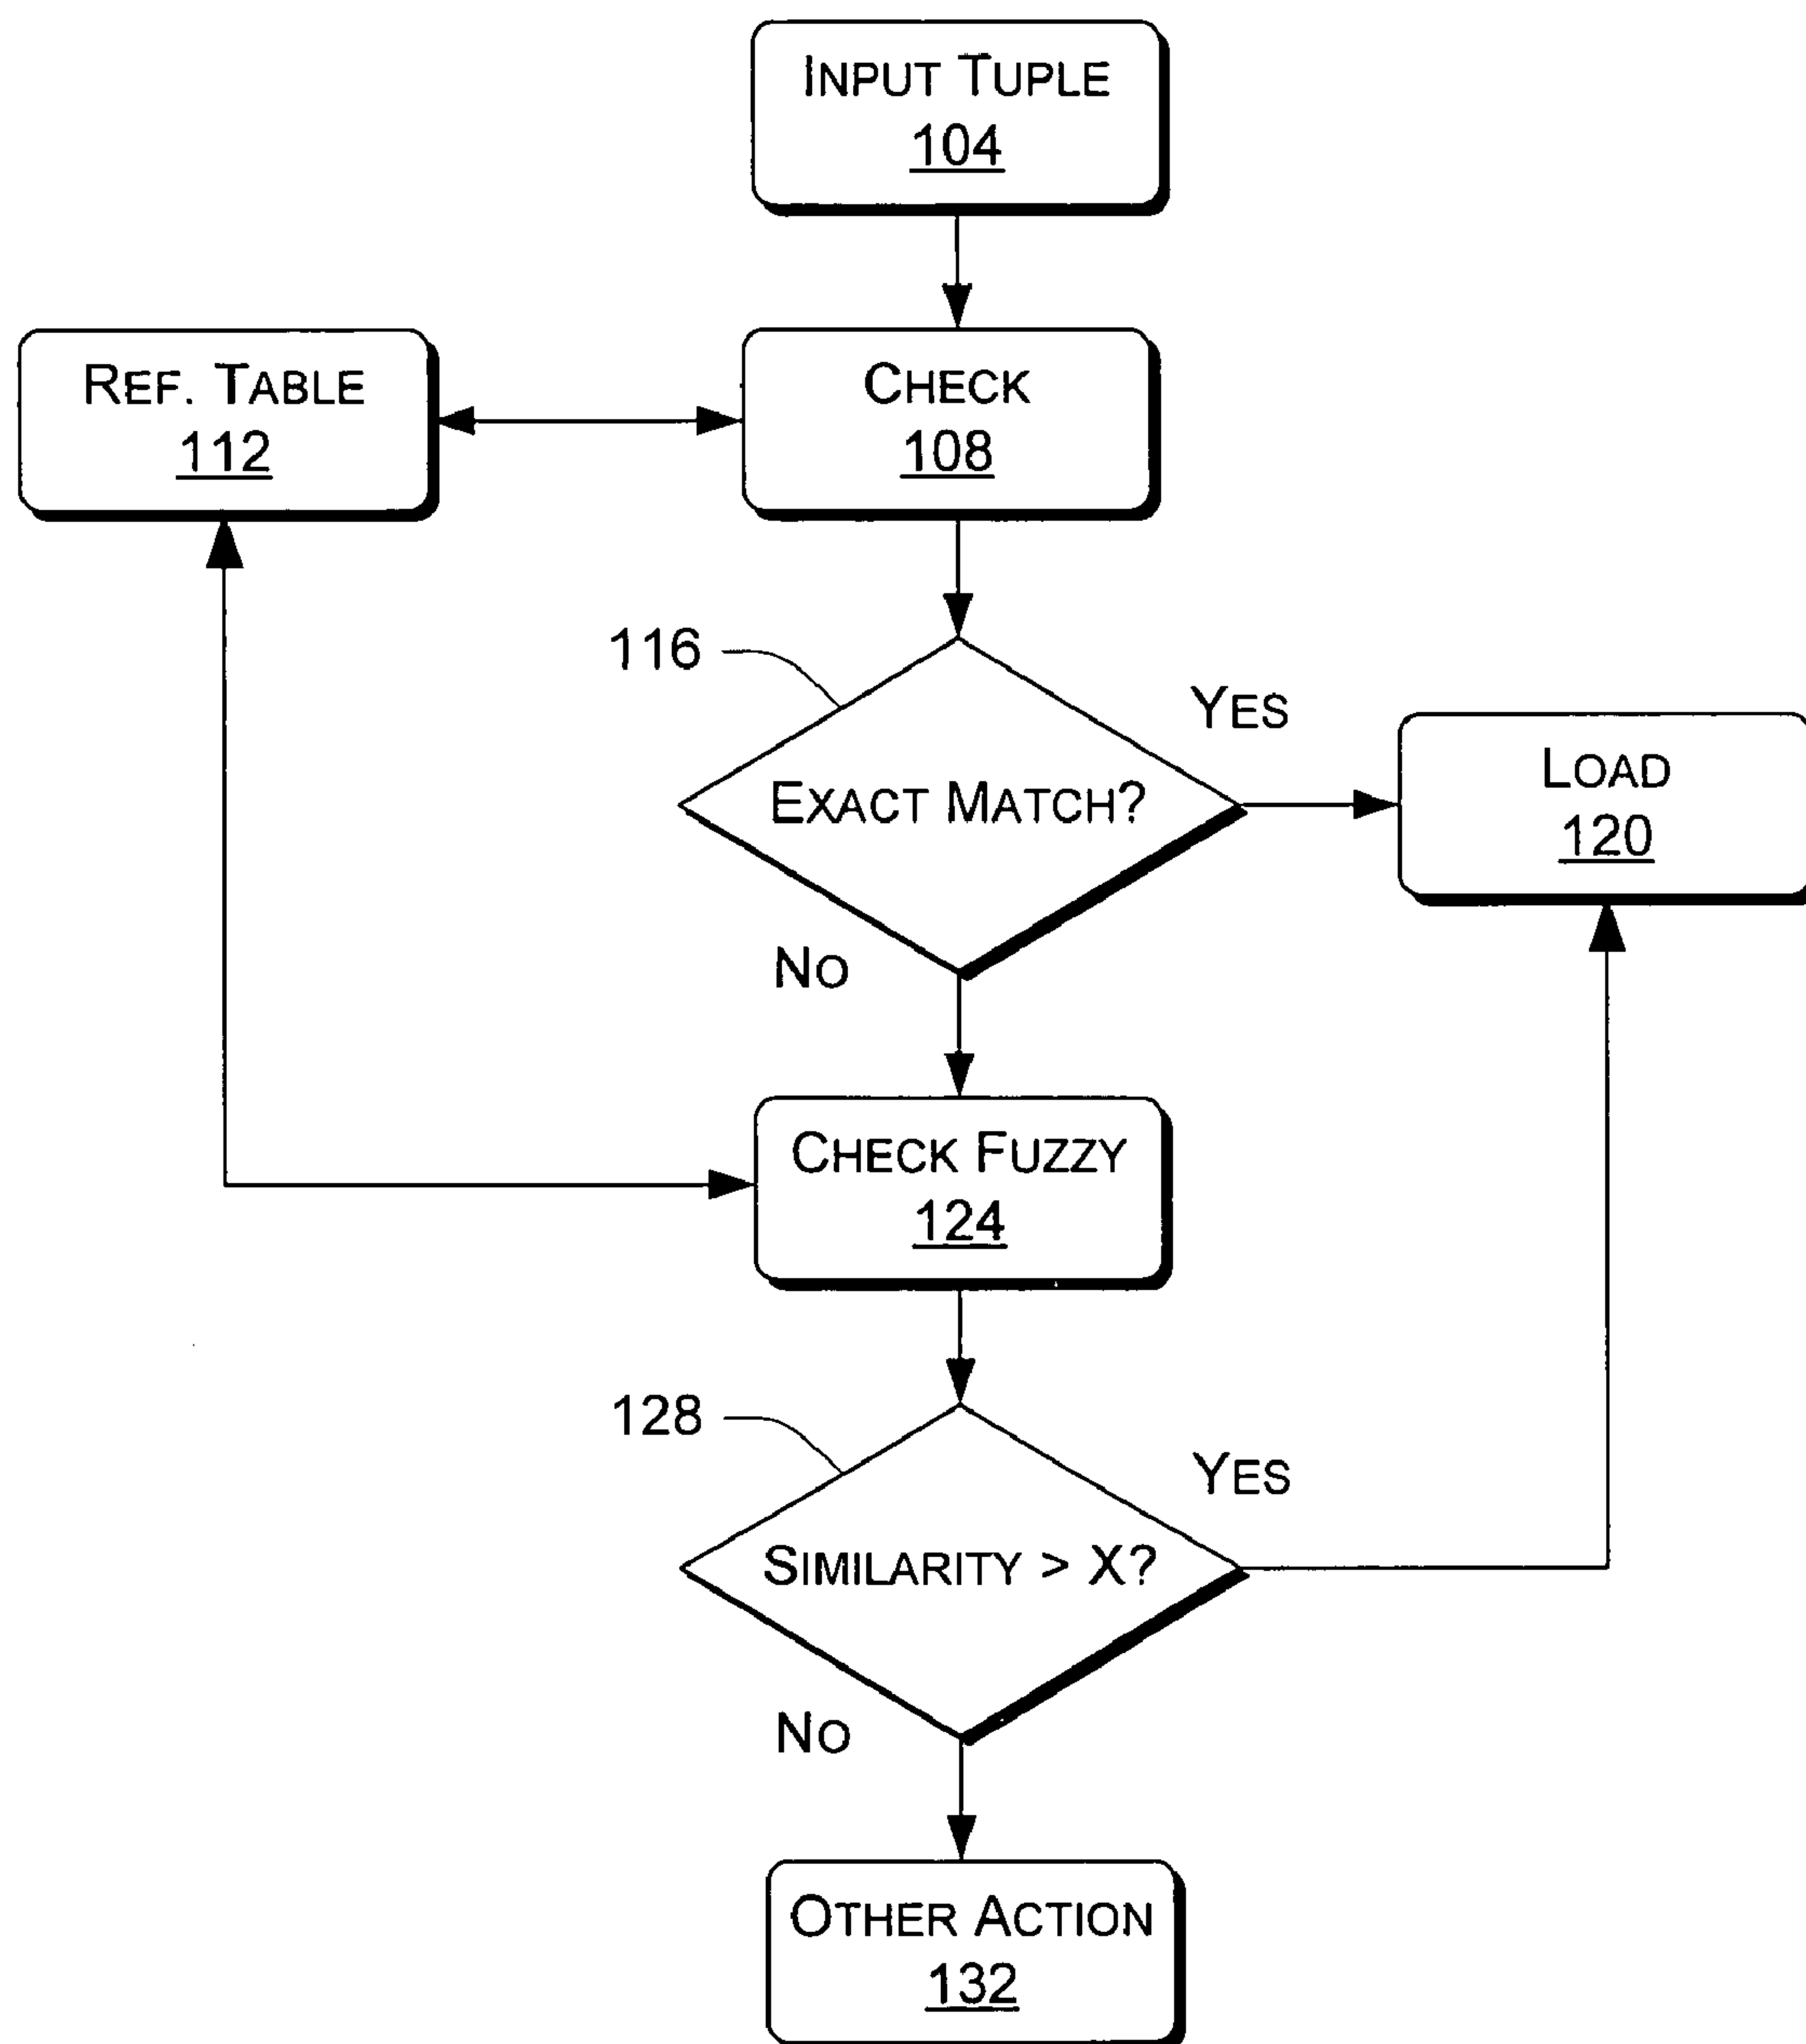 INPUT TUPLE
104
REF. TABLE
112
CHECK
108
116
EXACT MATCH?
YES
LOAD
120
NO
CHECK FUZZY
124
128
SIMILARITY > X?
YES
NO
OTHER ACTION
132